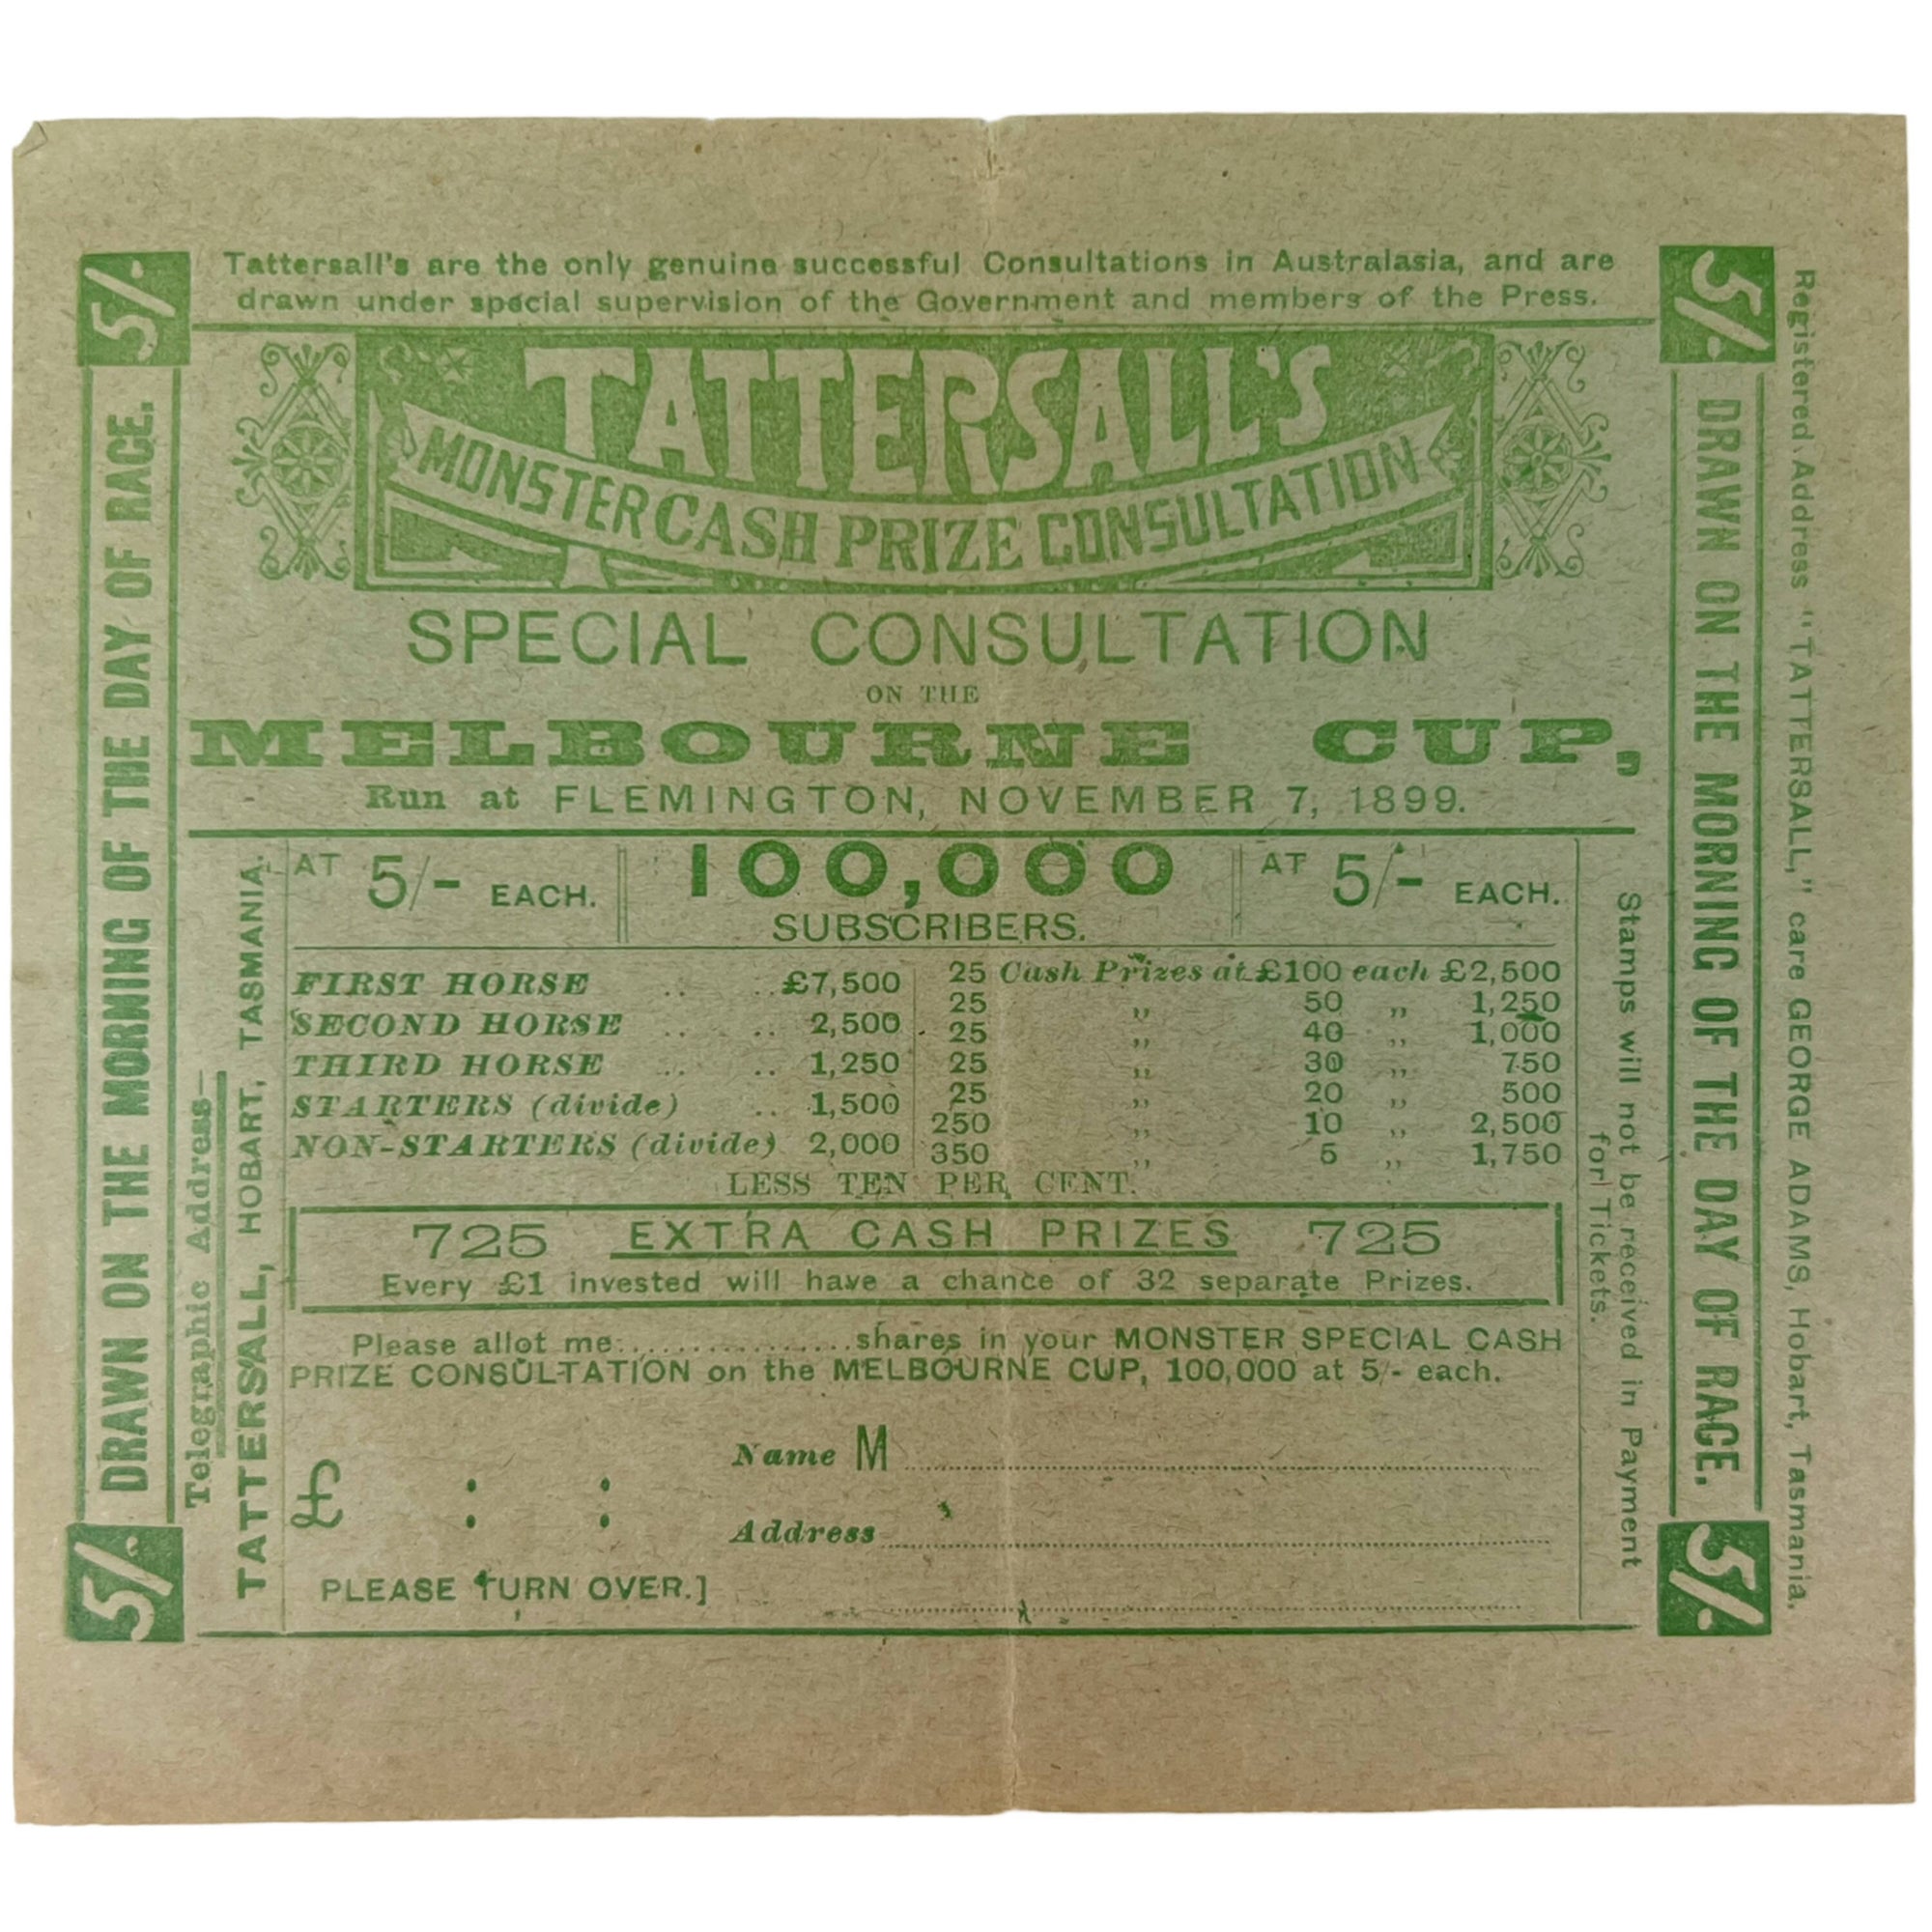 Tattersall's are the only genuine successful Consultations in Australasia, and are
drawn under special supervision of the Government and members of the Press.
TATTERSALL'S
MONSTER CASH PRIZE CONSULTATION
SPECIAL CONSULTATION
ON THE
MELBOURNE CUP,
Run at FLEMINGTON, NOVEMBER 7, 1899.
AT 5/- EACH. 100,000 AT 5/- EACH.
SUBSCRIBERS.
FIRST HORSE .. .. £7,500
SECOND HORSE .. .. 2,500
THIRD HORSE .. .. 1,250
STARTERS (divide) .. 1,500
NON-STARTERS (divide) 2,000
25 Cash Prizes at £100 each £2,500
25 ,, 50 ,, 1,250
25 ,, 40 ,, 1,000
25 ,, 30 ,, 750
25 ,, 20 ,, 500
250 ,, 10 ,, 2,500
350 ,, 5 ,, 1,750
LESS TEN PER CENT.
725 EXTRA CASH PRIZES 725
Every £1 invested will have a chance of 32 separate Prizes.
Please allot me................shares in your MONSTER SPECIAL CASH
PRIZE CONSULTATION on the MELBOURNE CUP, 100,000 at 5/- each.
Name M
£ : :
Address
PLEASE TURN OVER.]
5/-
DRAWN ON THE MORNING OF THE DAY OF RACE.
5/-
Telegraphic Address—
TATTERSALL, HOBART, TASMANIA.
Stamps will not be received in Payment
for Tickets.
5/-
DRAWN ON THE MORNING OF THE DAY OF RACE.
5/-
Registered Address "TATTERSALL," care GEORGE ADAMS, Hobart, Tasmania.